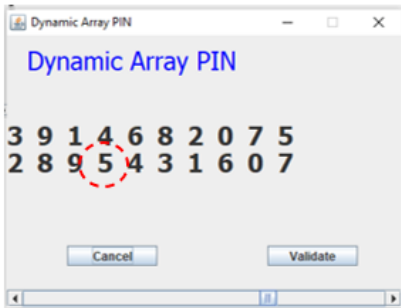 Dynamic Array PIN
Dynamic Array PIN
3 9 1 4 6 8 2 0 7 5
2 8 9 5 4 3 1 6 0 7
Cancel Validate